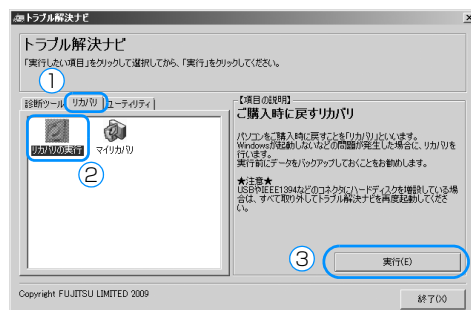 トラブル解決ナビ
トラブル解決ナビ
「実行したい項目」をクリックして選択してから、「実行」をクリックしてください。
①
診断ツール リカバリ ユーティリティ
リカバリの実行 マイリカバリ
②
【項目の説明】
ご購入時に戻すリカバリ
パソコンをご購入時に戻すことを「リカバリ」といいます。
Windowsが起動しないなどの問題が発生した場合に、リカバリを
行います。
実行前にデータをバックアップしておくことをお勧めします。
★注意★
USBやIEEE1394などのコネクタにハードディスクを増設している場
合は、すべて取り外してトラブル解決ナビを再度起動してくださ
い。
③
実行(E)
Copyright FUJITSU LIMITED 2009
終了(X)